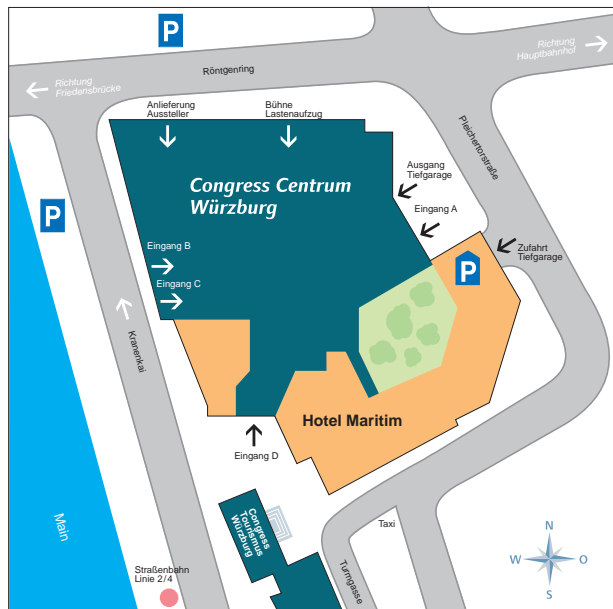 P
Richtung
Hauptbahnhof
Röntgenring
Richtung
Friedensbrücke
Anlieferung
Aussteller
Bühne
Lastenaufzug
Pleichertorstraße
Congress Centrum
Würzburg
Ausgang
Tiefgarage
Eingang A
P
Eingang B
Zufahrt
Tiefgarage
P
Eingang C
Kranenkai
Hotel Maritim
Eingang D
Congress
Tourismus
Würzburg
Main
Taxi
Turmgasse
Straßenbahn
Linie 2/4
N
W
O
S